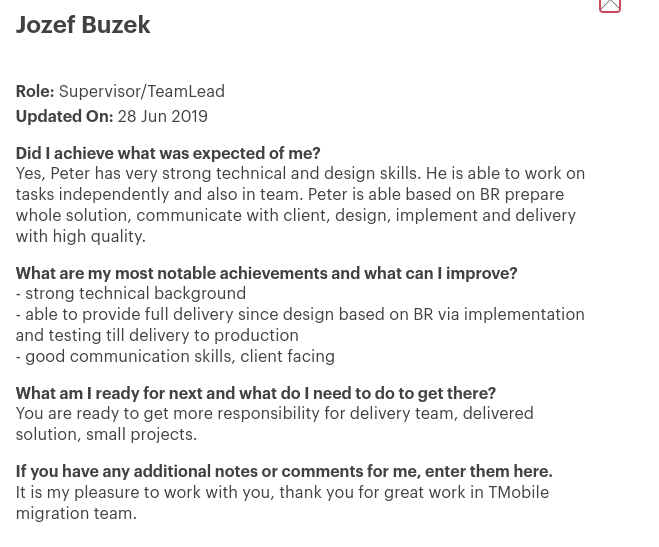 Jozef Buzek
Role: Supervisor/TeamLead
Updated On: 28 Jun 2019
Did I achieve what was expected of me?
Yes, Peter has very strong technical and design skills. He is able to work on
tasks independently and also in team. Peter is able based on BR prepare
whole solution, communicate with client, design, implement and delivery
with high quality.
What are my most notable achievements and what can I improve?
- strong technical background
- able to provide full delivery since design based on BR via implementation
and testing till delivery to production
- good communication skills, client facing
What am I ready for next and what do I need to do to get there?
You are ready to get more responsibility for delivery team, delivered
solution, small projects.
If you have any additional notes or comments for me, enter them here.
It is my pleasure to work with you, thank you for great work in TMobile
migration team.